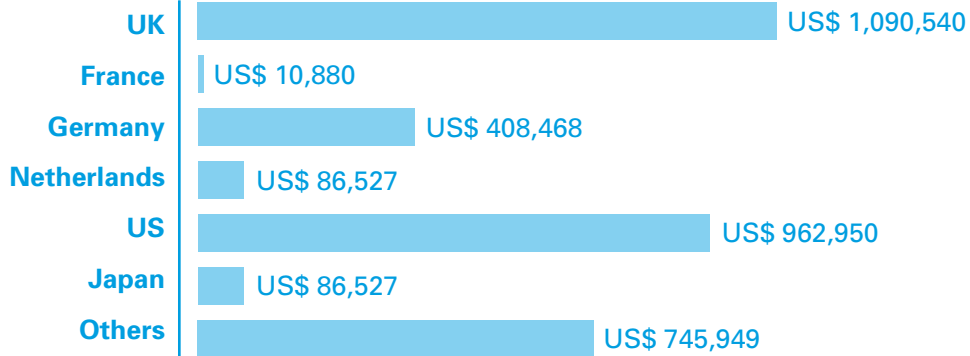 UK US$ 1,090,540
France US$ 10,880
Germany US$ 408,468
Netherlands US$ 86,527
US US$ 962,950
Japan US$ 86,527
Others US$ 745,949